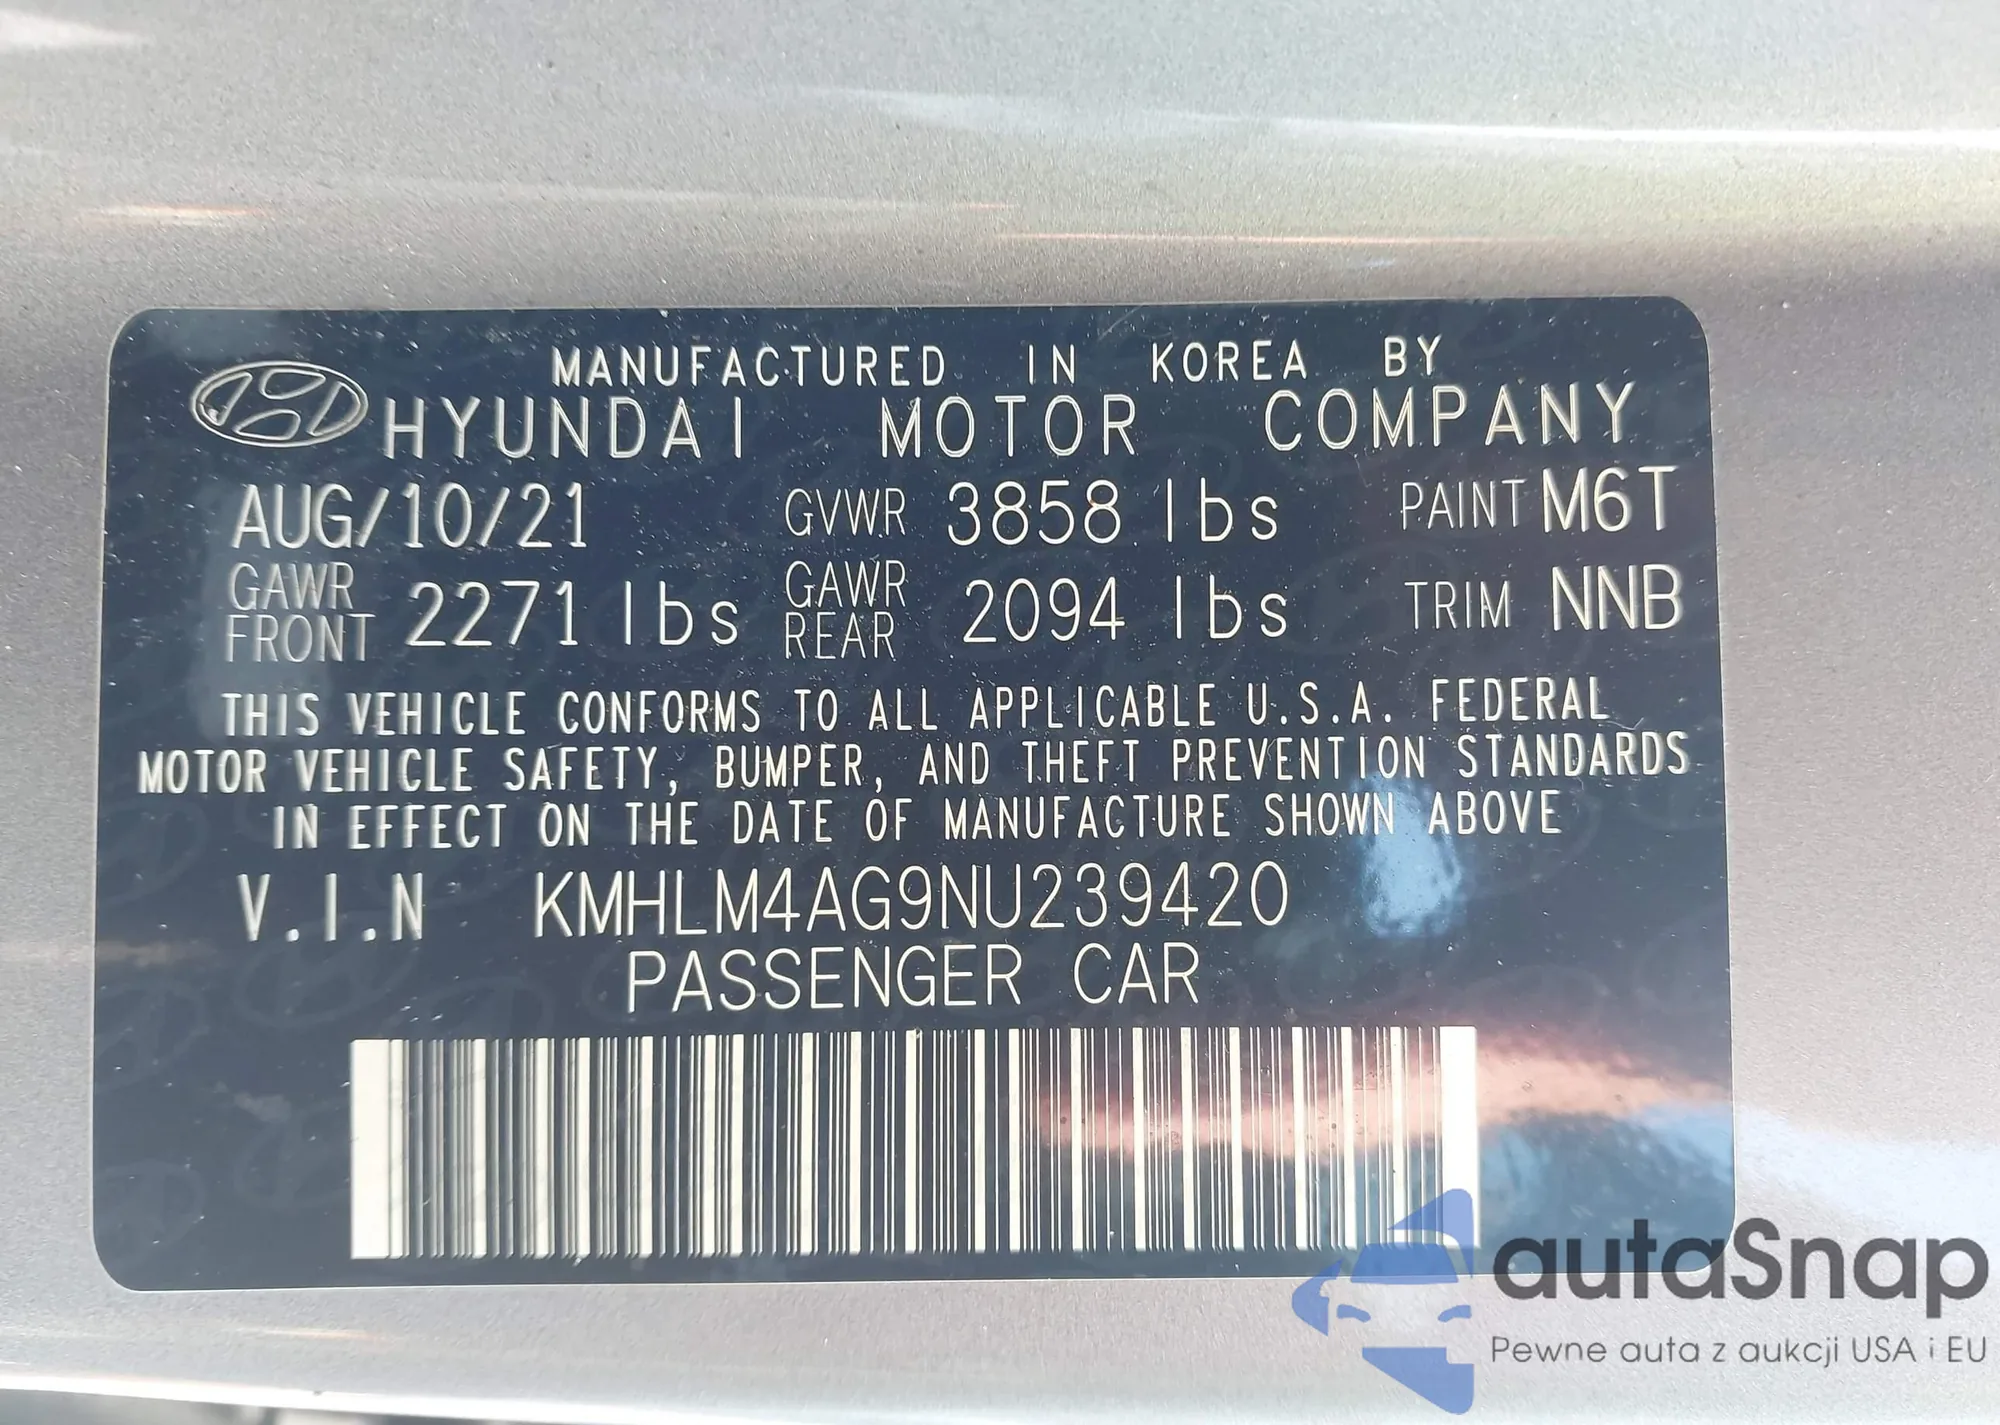 MANUFACTURED IN KOREA BY
HYUNDAI MOTOR COMPANY
AUG/10/21 GVWR 3858 lbs PAINT M6T
GAWR FRONT 2271 lbs GAWR REAR 2094 lbs TRIM NNB
THIS VEHICLE CONFORMS TO ALL APPLICABLE U.S.A. FEDERAL
MOTOR VEHICLE SAFETY, BUMPER, AND THEFT PREVENTION STANDARDS
IN EFFECT ON THE DATE OF MANUFACTURE SHOWN ABOVE
V.I.N KMHLM4AG9NU239420
PASSENGER CAR
autaSnap
Pewne auta z aukcji USA i EU